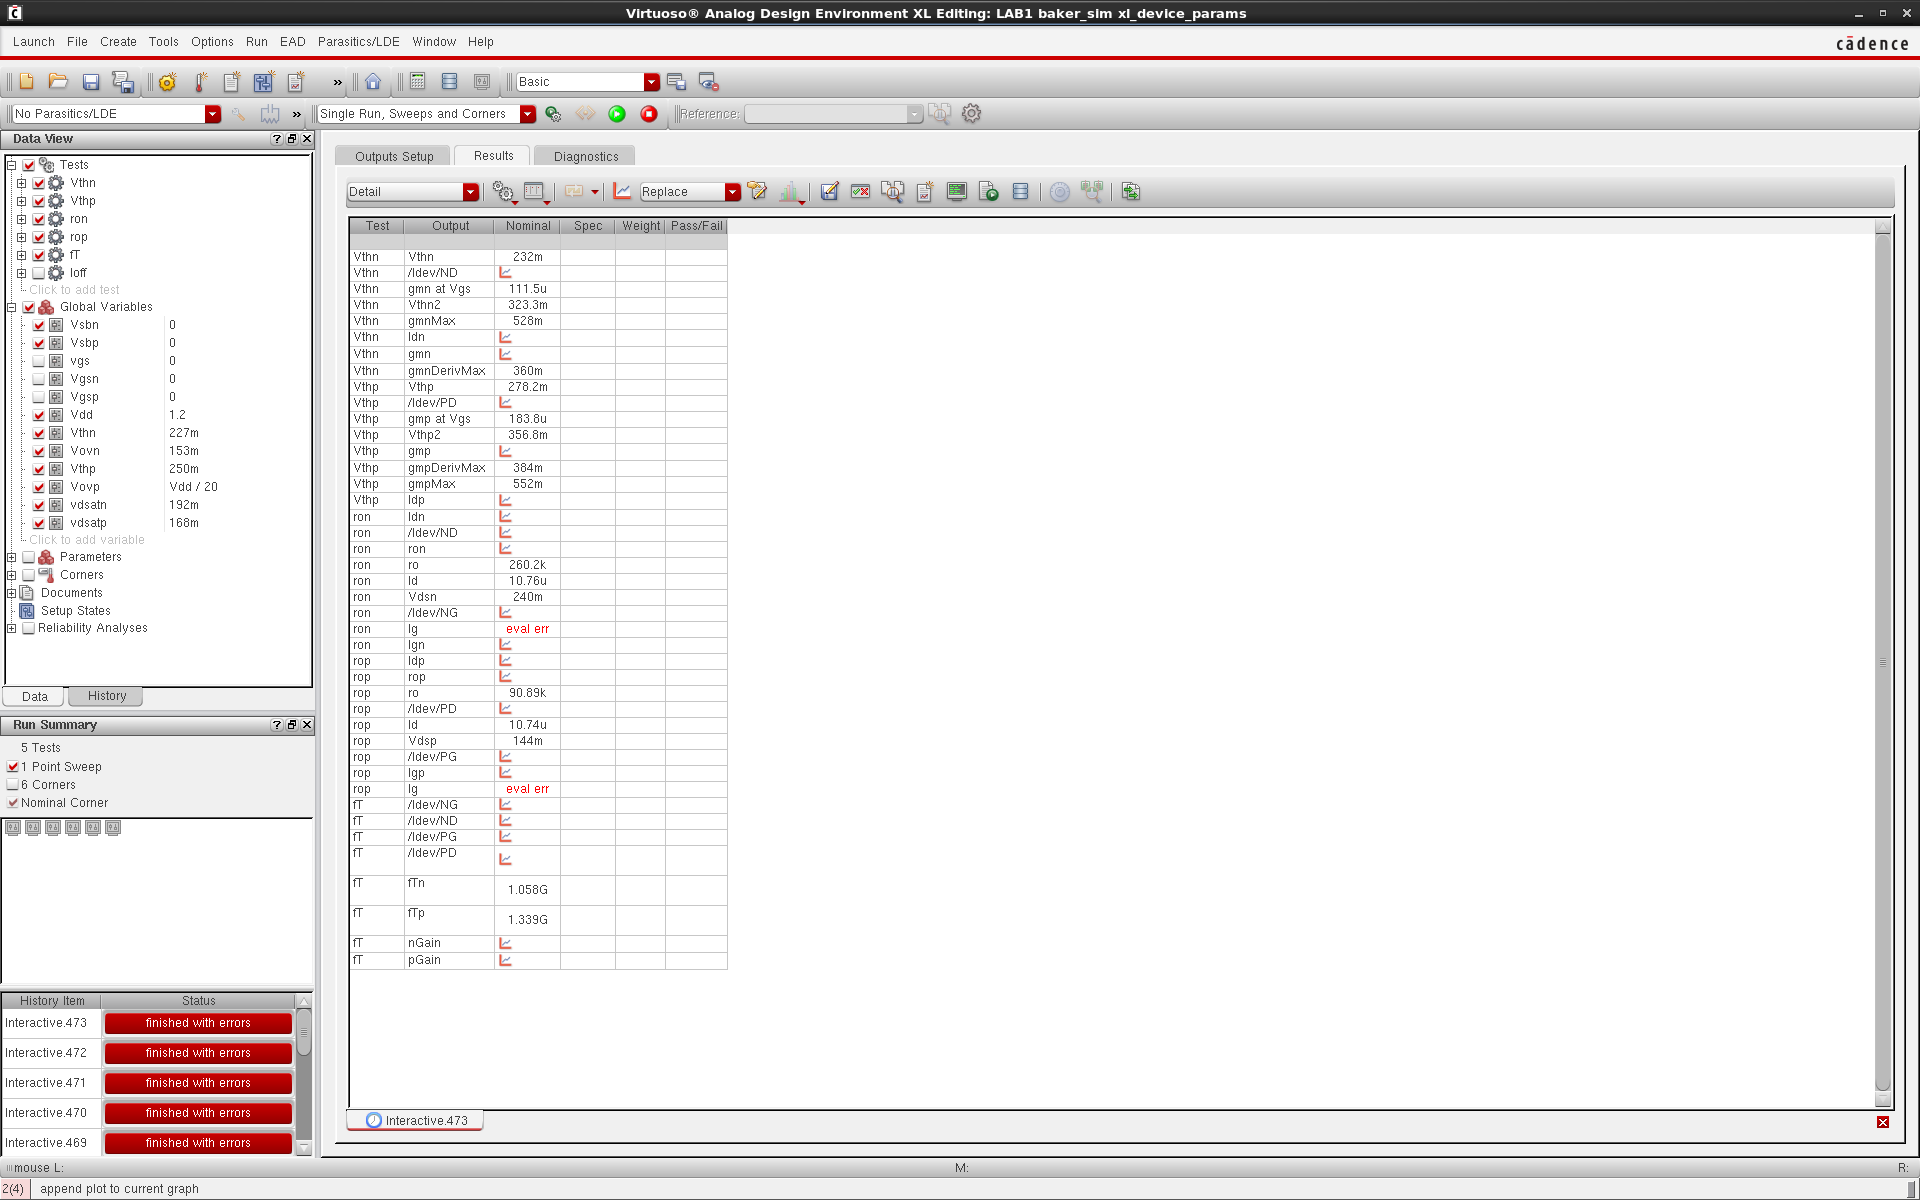 Virtuoso® Analog Design Environment XL Editing: LAB1 baker_sim xl_device_params
Launch File Create Tools Options Run EAD Parasitics/LDE Window Help
cādence
» Basic
No Parasitics/LDE » Single Run, Sweeps and Corners Reference:
Data View
Tests
Vthn
Vthp
ron
rop
fT
Ioff
Click to add test
Global Variables
Vsbn 0
Vsbp 0
vgs 0
Vgsn 0
Vgsp 0
Vdd 1.2
Vthn 227m
Vovn 153m
Vthp 250m
Vovp Vdd / 20
vdsatn 192m
vdsatp 168m
Click to add variable
Parameters
Corners
Documents
Setup States
Reliability Analyses
Data History
Run Summary
5 Tests
1 Point Sweep
6 Corners
Nominal Corner
History Item Status
Interactive.473 finished with errors
Interactive.472 finished with errors
Interactive.471 finished with errors
Interactive.470 finished with errors
Interactive.469 finished with errors
Outputs Setup Results Diagnostics
Detail Replace
Test Output Nominal Spec Weight Pass/Fail
Vthn Vthn 232m
Vthn /Idev/ND
Vthn gmn at Vgs 111.5u
Vthn Vthn2 323.3m
Vthn gmnMax 528m
Vthn Idn
Vthn gmn
Vthn gmnDerivMax 360m
Vthp Vthp 278.2m
Vthp /Idev/PD
Vthp gmp at Vgs 183.8u
Vthp Vthp2 356.8m
Vthp gmp
Vthp gmpDerivMax 384m
Vthp gmpMax 552m
Vthp Idp
ron Idn
ron /Idev/ND
ron ron
ron ro 260.2k
ron Id 10.76u
ron Vdsn 240m
ron /Idev/NG
ron Ig eval err
ron Ign
rop Idp
rop rop
rop ro 90.89k
rop /Idev/PD
rop Id 10.74u
rop Vdsp 144m
rop /Idev/PG
rop Igp
rop Ig eval err
fT /Idev/NG
fT /Idev/ND
fT /Idev/PG
fT /Idev/PD
fT fTn 1.058G
fT fTp 1.339G
fT nGain
fT pGain
Interactive.473
mouse L: M: R:
2(4) append plot to current graph